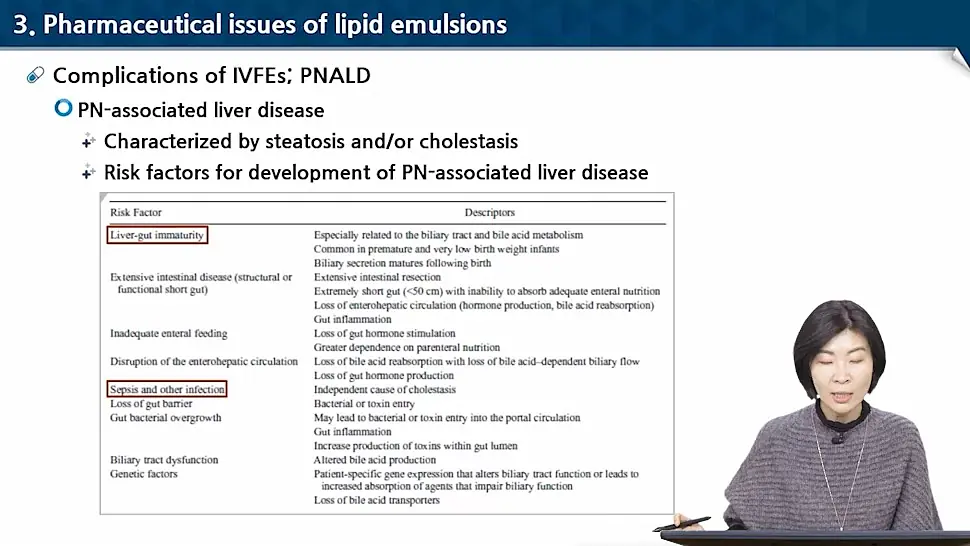 3. Pharmaceutical issues of lipid emulsions
Complications of IVFEs; PNALD
PN-associated liver disease
Characterized by steatosis and/or cholestasis
Risk factors for development of PN-associated liver disease
Risk Factor Descriptors
Liver-gut immaturity Especially related to the biliary tract and bile acid metabolism
Common in premature and very low birth weight infants
Biliary secretion matures following birth
Extensive intestinal disease (structural or Extensive intestinal resection
functional short gut) Extremely short gut (<50 cm) with inability to absorb adequate enteral nutrition
Loss of enterohepatic circulation (hormone production, bile acid reabsorption)
Gut inflammation
Inadequate enteral feeding Loss of gut hormone stimulation
Greater dependence on parenteral nutrition
Disruption of the enterohepatic circulation Loss of bile acid reabsorption with loss of bile acid–dependent biliary flow
Loss of gut hormone production
Sepsis and other infection Independent cause of cholestasis
Loss of gut barrier Bacterial or toxin entry
Gut bacterial overgrowth May lead to bacterial or toxin entry into the portal circulation
Gut inflammation
Increase production of toxins within gut lumen
Biliary tract dysfunction Altered bile acid production
Genetic factors Patient-specific gene expression that alters biliary tract function or leads to
increased absorption of agents that impair biliary function
Loss of bile acid transporters